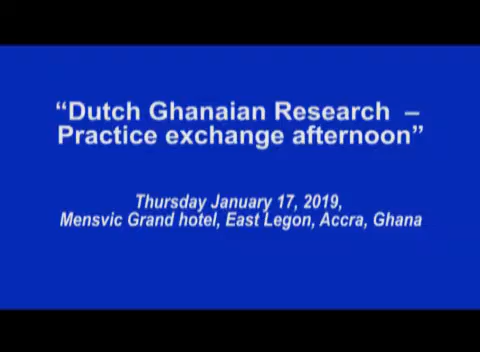 “Dutch Ghanaian Research –
Practice exchange afternoon”
Thursday January 17, 2019,
Mensvic Grand hotel, East Legon, Accra, Ghana